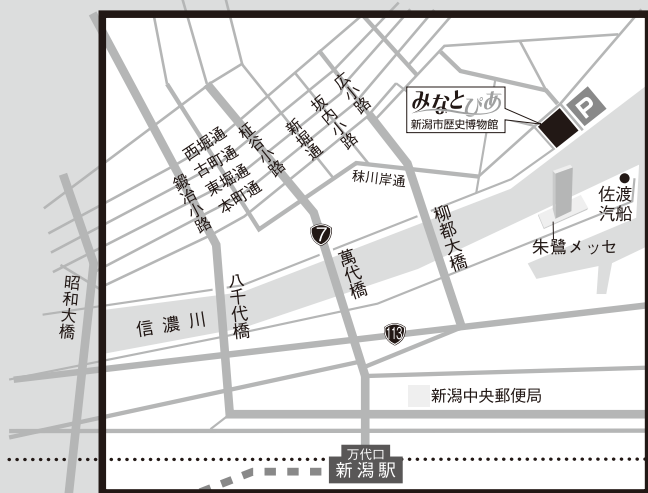 みなとぴあ
新潟市歴史博物館
P
広小路
坂内小路
新堀通
柾谷小路
西堀通
古町通
東堀通
本町通
鍛冶小路
秣川岸通
佐渡
汽船
朱鷺メッセ
柳都大橋
7
萬代橋
八千代橋
昭和大橋
信濃川
113
新潟中央郵便局
万代口
新潟駅